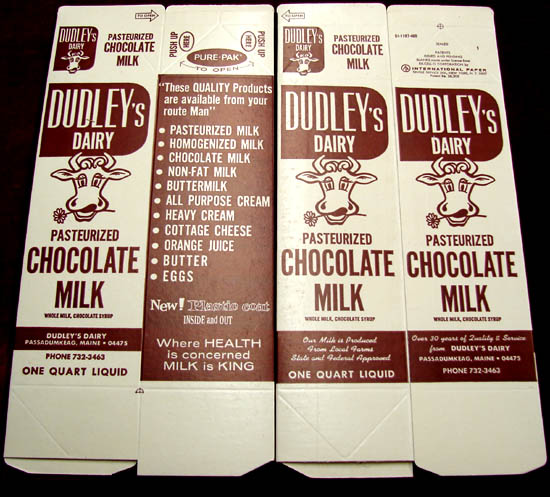 TO OPEN
DUDLEY'S
DAIRY
PASTEURIZED
CHOCOLATE
MILK
DUDLEY's
DAIRY
PASTEURIZED
CHOCOLATE
MILK
WHOLE MILK, CHOCOLATE SYRUP
DUDLEY'S DAIRY
PASSADUMKEAG, MAINE • 04475
PHONE 732-3463
ONE QUART LIQUID
PUSH UP
HERE
PUSH UP
HERE
PURE-PAK
TO OPEN
"These QUALITY Products
are available from your
route Man"
• PASTEURIZED MILK
• HOMOGENIZED MILK
• CHOCOLATE MILK
• NON-FAT MILK
• BUTTERMILK
• ALL PURPOSE CREAM
• HEAVY CREAM
• COTTAGE CHEESE
• ORANGE JUICE
• BUTTER
• EGGS
New! Plastic coat
INSIDE and OUT
Where HEALTH
is concerned
MILK is KING
TO OPEN
DUDLEY'S
DAIRY
PASTEURIZED
CHOCOLATE
MILK
DUDLEY's
DAIRY
PASTEURIZED
CHOCOLATE
MILK
WHOLE MILK, CHOCOLATE SYRUP
Our Milk is Produced
From Local Farms
State and Federal Approved
ONE QUART LIQUID
INTERNATIONAL PAPER
DUDLEY's
DAIRY
PASTEURIZED
CHOCOLATE
MILK
WHOLE MILK, CHOCOLATE SYRUP
Over 30 years of Quality & Service
from DUDLEY'S DAIRY
PASSADUMKEAG, MAINE • 04475
PHONE 732-3463